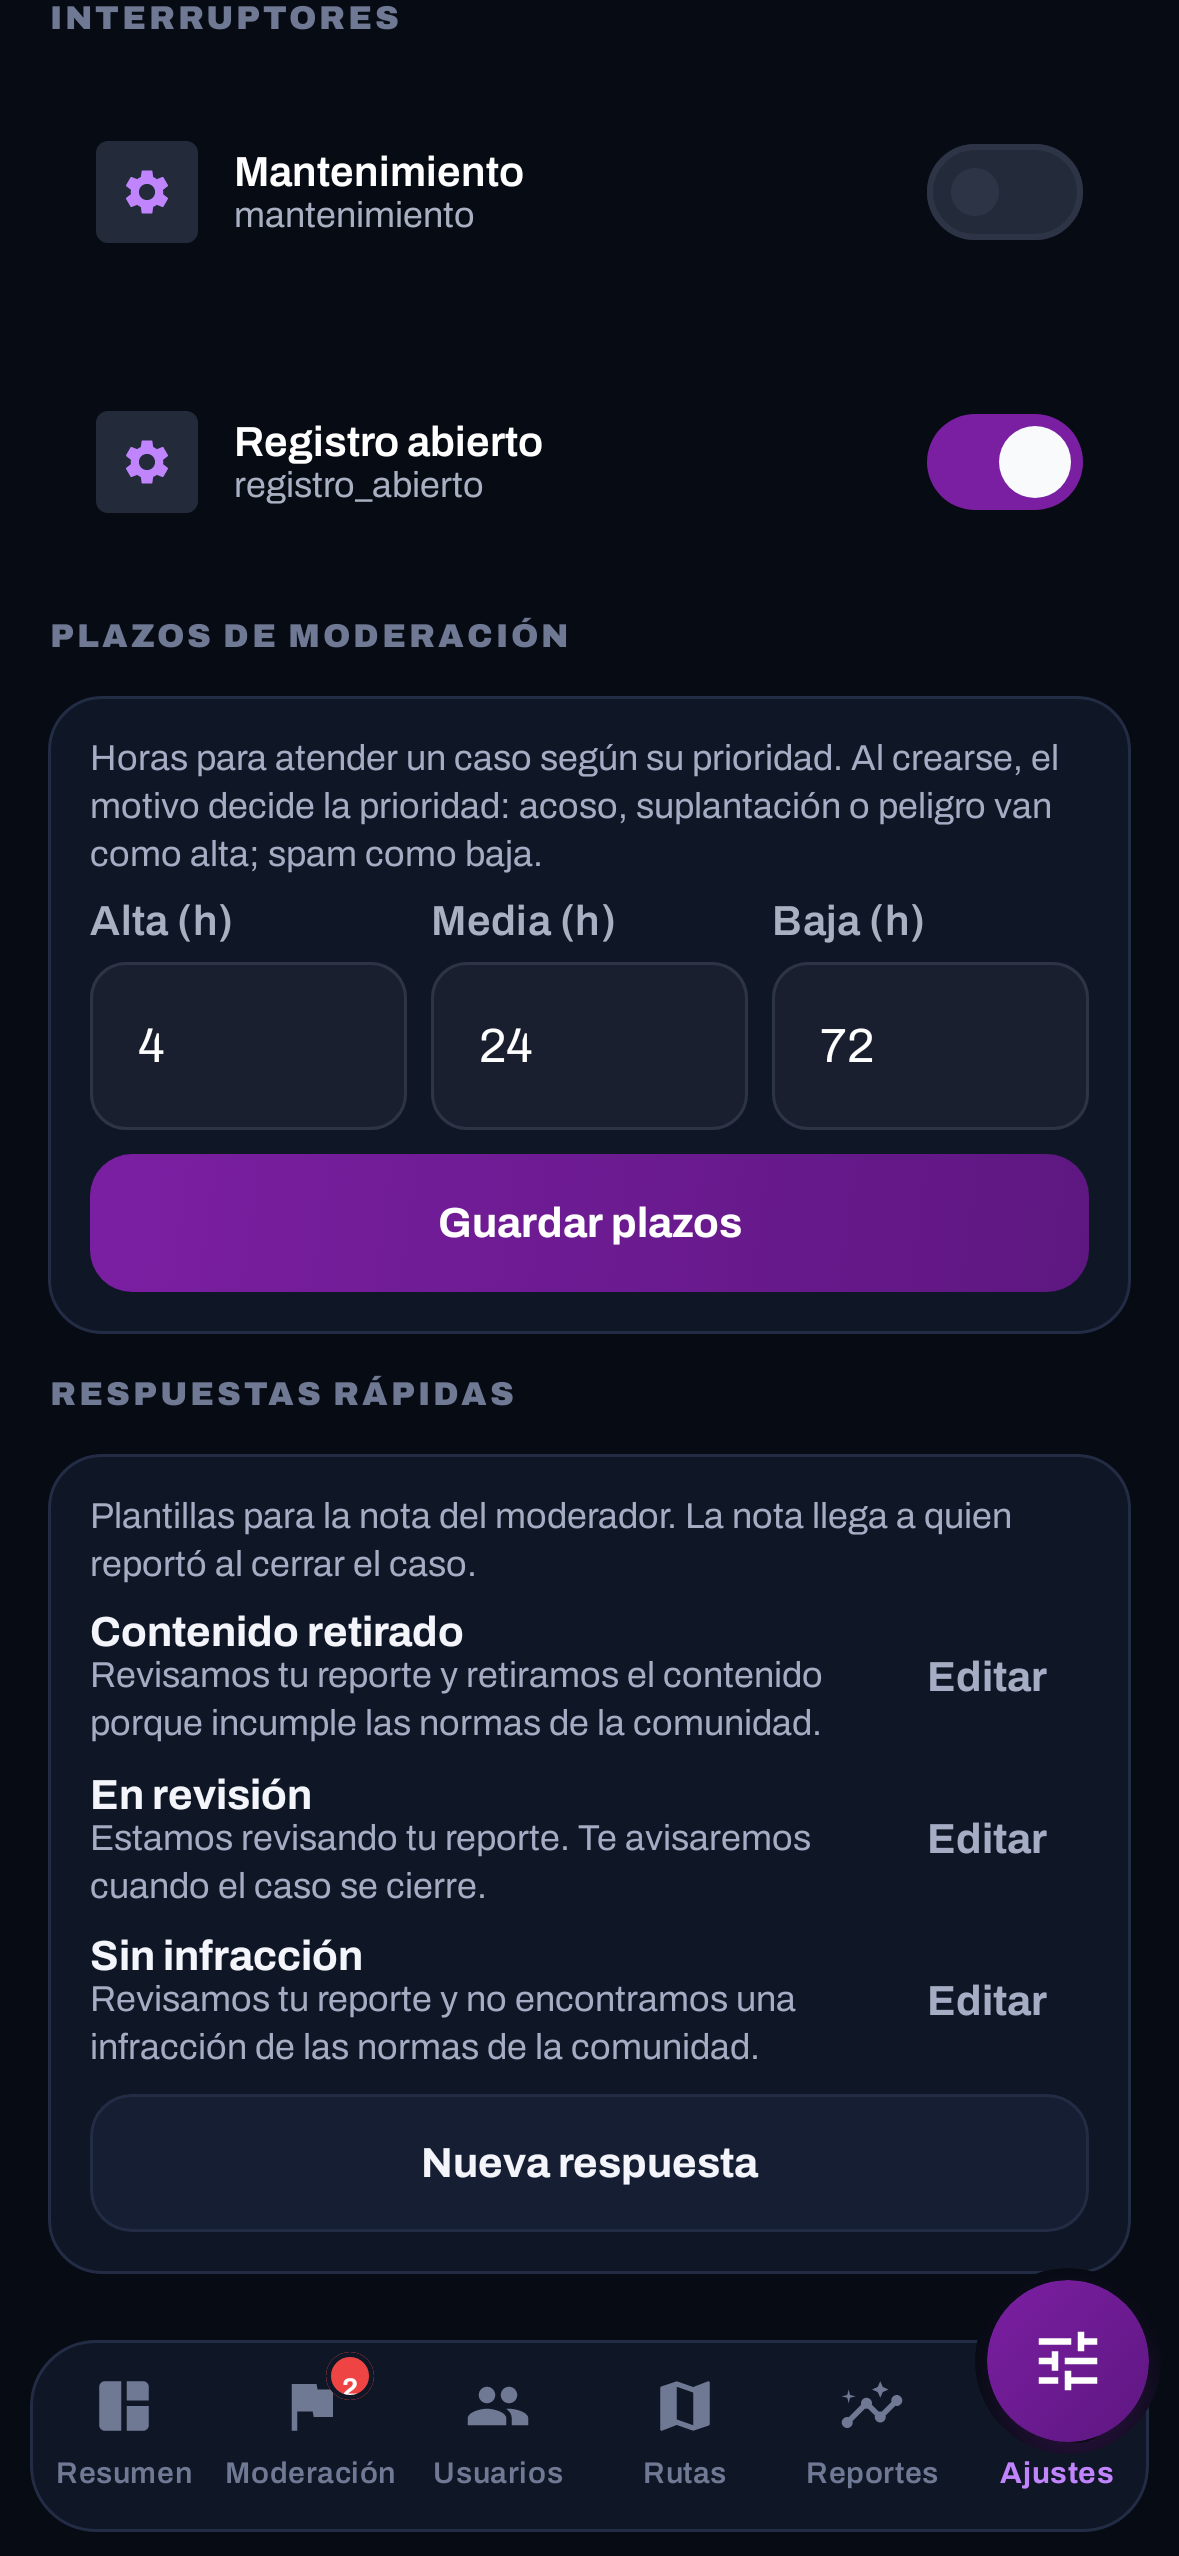 INTERRUPTORES
Mantenimiento
mantenimiento
Registro abierto
registro_abierto
PLAZOS DE MODERACIÓN
Horas para atender un caso según su prioridad. Al crearse, el
motivo decide la prioridad: acoso, suplantación o peligro van
como alta; spam como baja.
Alta (h) Media (h) Baja (h)
4 24 72
Guardar plazos
RESPUESTAS RÁPIDAS
Plantillas para la nota del moderador. La nota llega a quien
reportó al cerrar el caso.
Contenido retirado
Revisamos tu reporte y retiramos el contenido
porque incumple las normas de la comunidad.
Editar
En revisión
Estamos revisando tu reporte. Te avisaremos
cuando el caso se cierre.
Editar
Sin infracción
Revisamos tu reporte y no encontramos una
infracción de las normas de la comunidad.
Editar
Nueva respuesta
2
Resumen Moderación Usuarios Rutas Reportes Ajustes